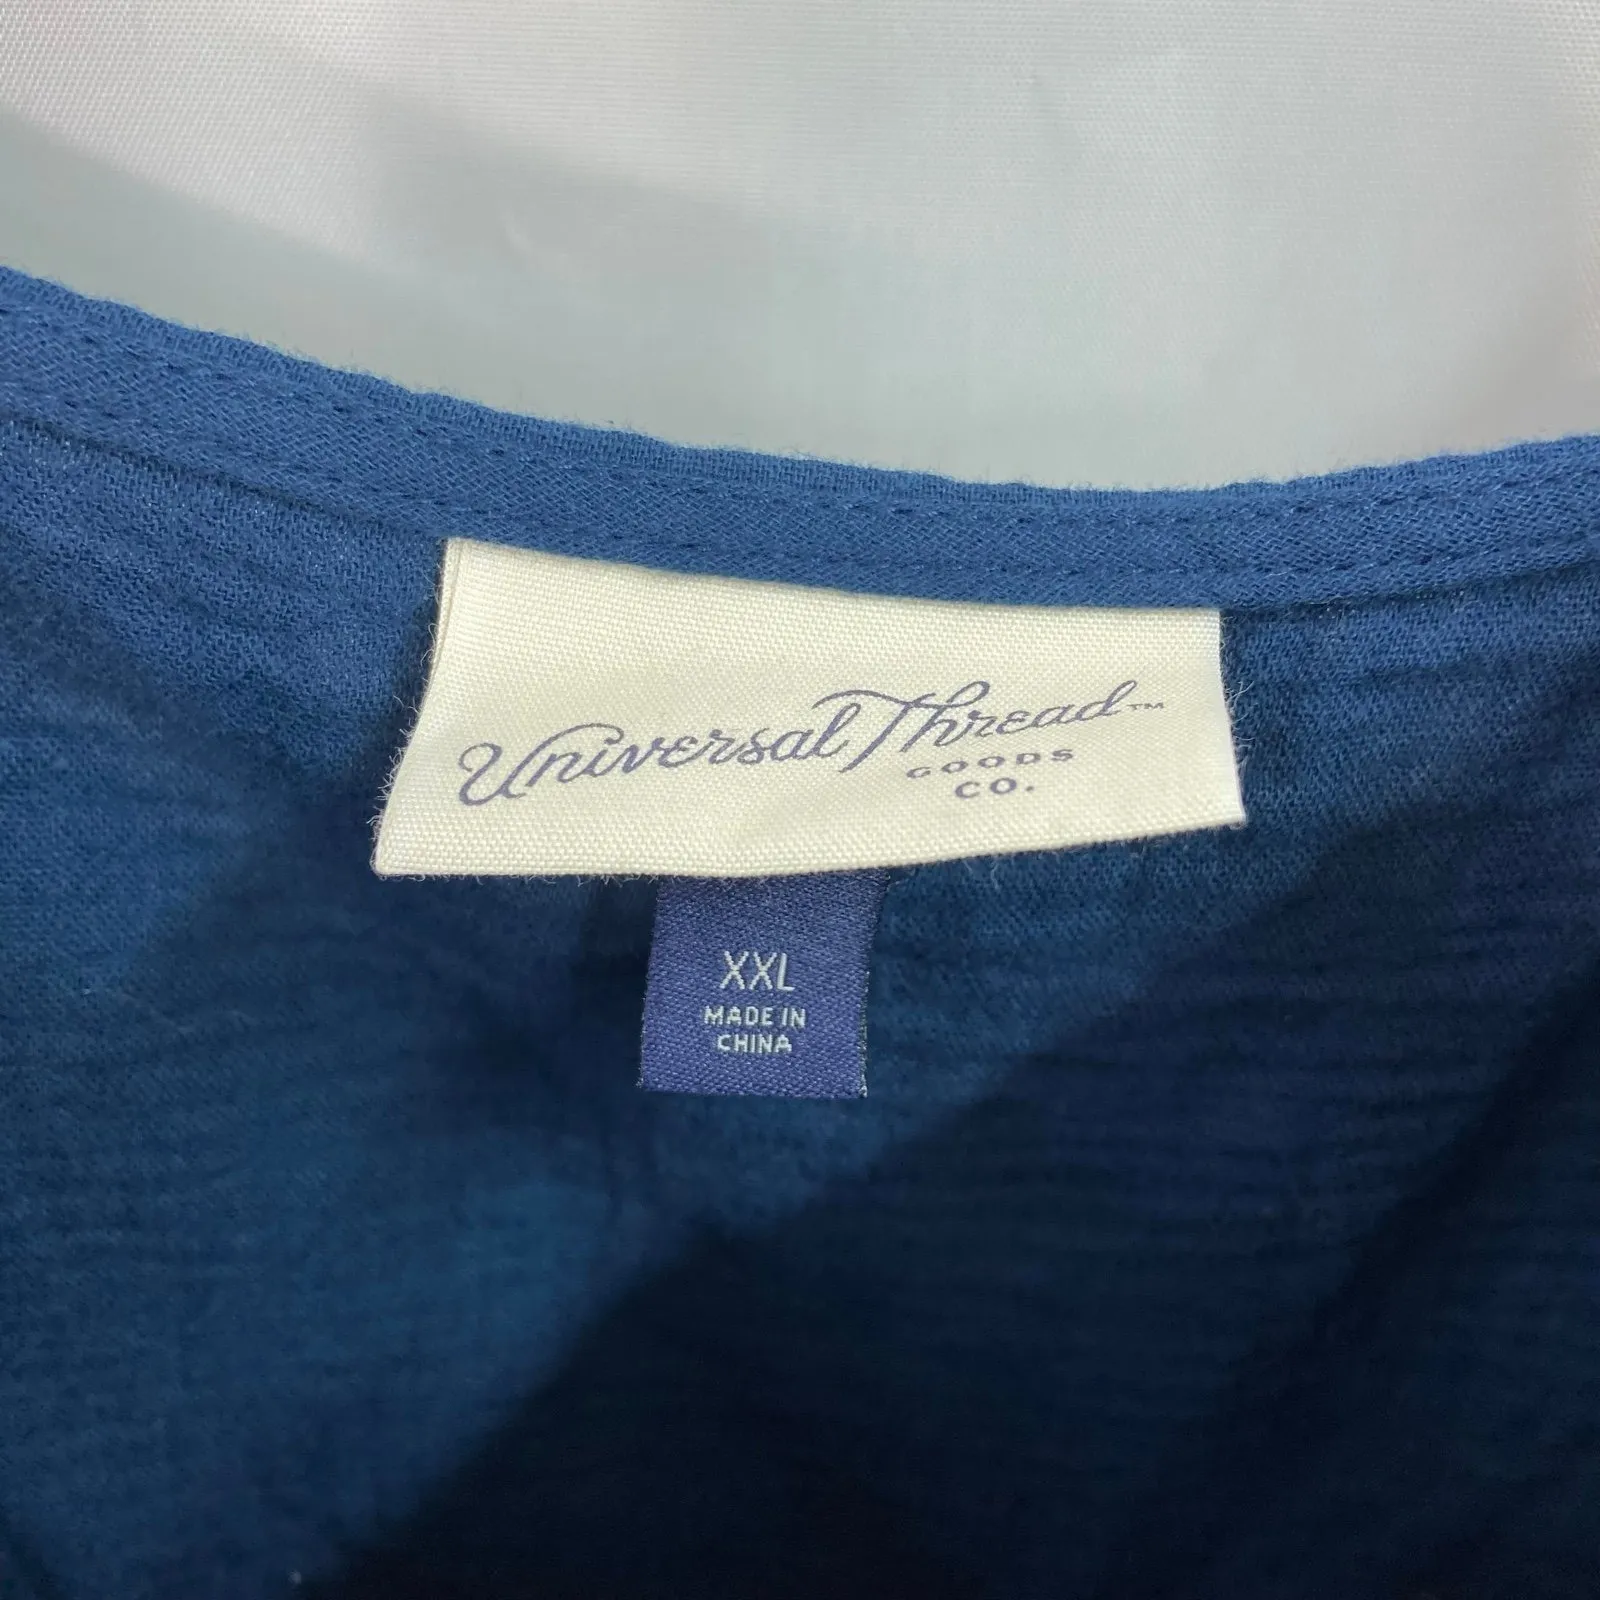 Universal Thread™
GOODS
CO.
XXL
MADE IN
CHINA